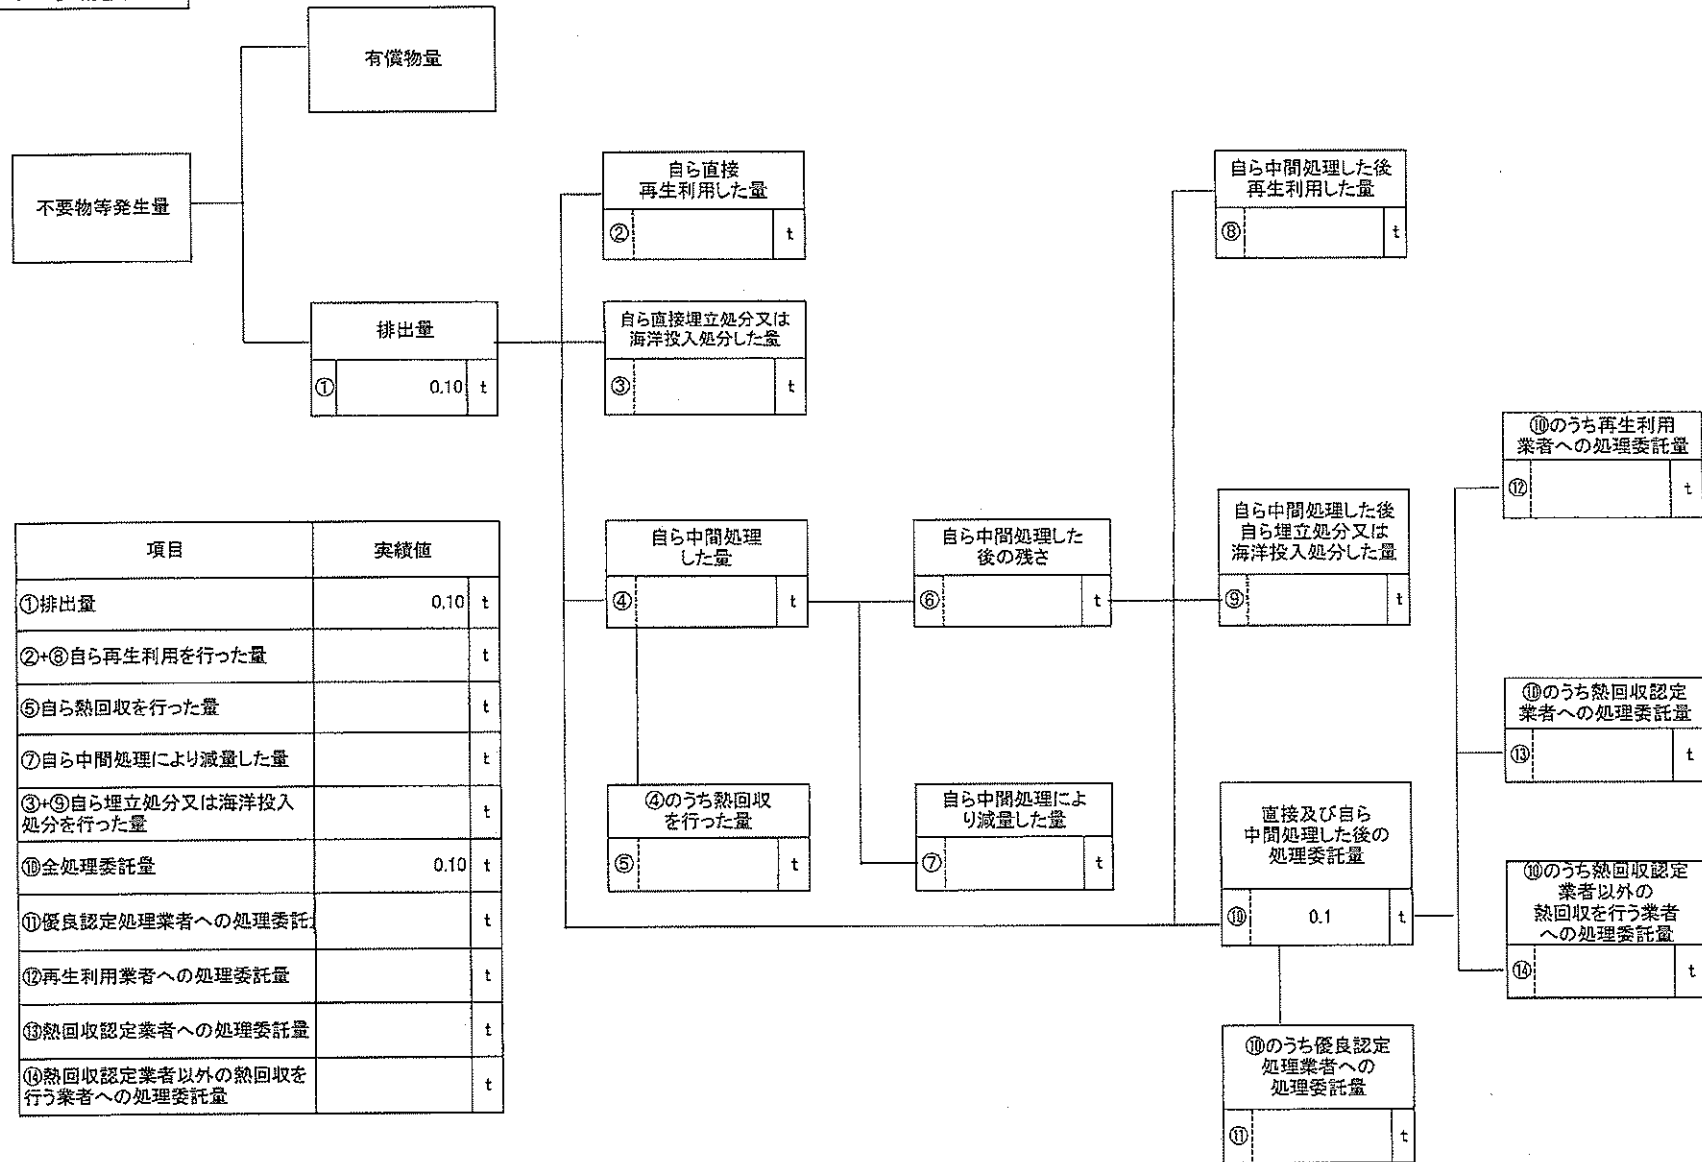 有償物量
不要物等発生量
排出量
① 0.10 t
自ら直接
再生利用した量
② t
自ら直接埋立処分又は
海洋投入処分した量
③ t
自ら中間処理
した量
④ t
④のうち熱回収
を行った量
⑤ t
自ら中間処理した
後の残さ
⑥ t
自ら中間処理によ
り減量した量
⑦ t
自ら中間処理した後
再生利用した量
⑧ t
自ら中間処理した後
自ら埋立処分又は
海洋投入処分した量
⑨ t
直接及び自ら
中間処理した後の
処理委託量
⑩ 0.1 t
⑩のうち優良認定
処理業者への
処理委託量
⑪ t
⑩のうち再生利用
業者への処理委託量
⑫ t
⑩のうち熱回収認定
業者への処理委託量
⑬ t
⑩のうち熱回収認定
業者以外の
熱回収を行う業者
への処理委託量
⑭ t
項目 実績値
①排出量 0.10 t
②+⑧自ら再生利用を行った量 t
⑤自ら熱回収を行った量 t
⑦自ら中間処理により減量した量 t
③+⑨自ら埋立処分又は海洋投入
処分を行った量 t
⑩全処理委託量 0.10 t
⑪優良認定処理業者への処理委託 t
⑫再生利用業者への処理委託量 t
⑬熱回収認定業者への処理委託量 t
⑭熱回収認定業者以外の熱回収を
行う業者への処理委託量 t